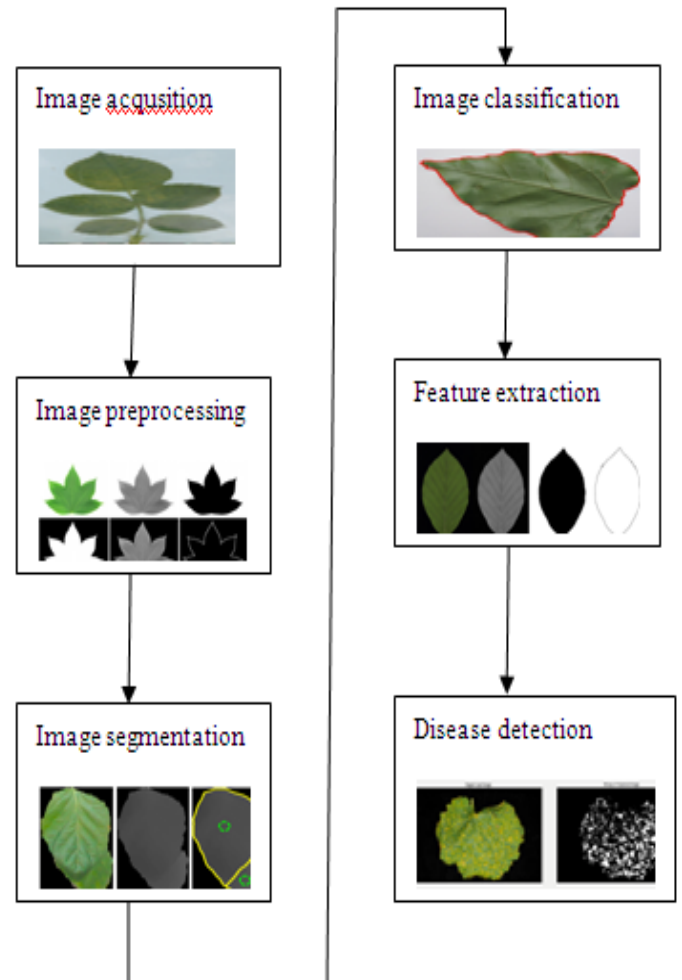 Image acqusition
Image preprocessing
Image segmentation
Image classification
Feature extraction
Disease detection